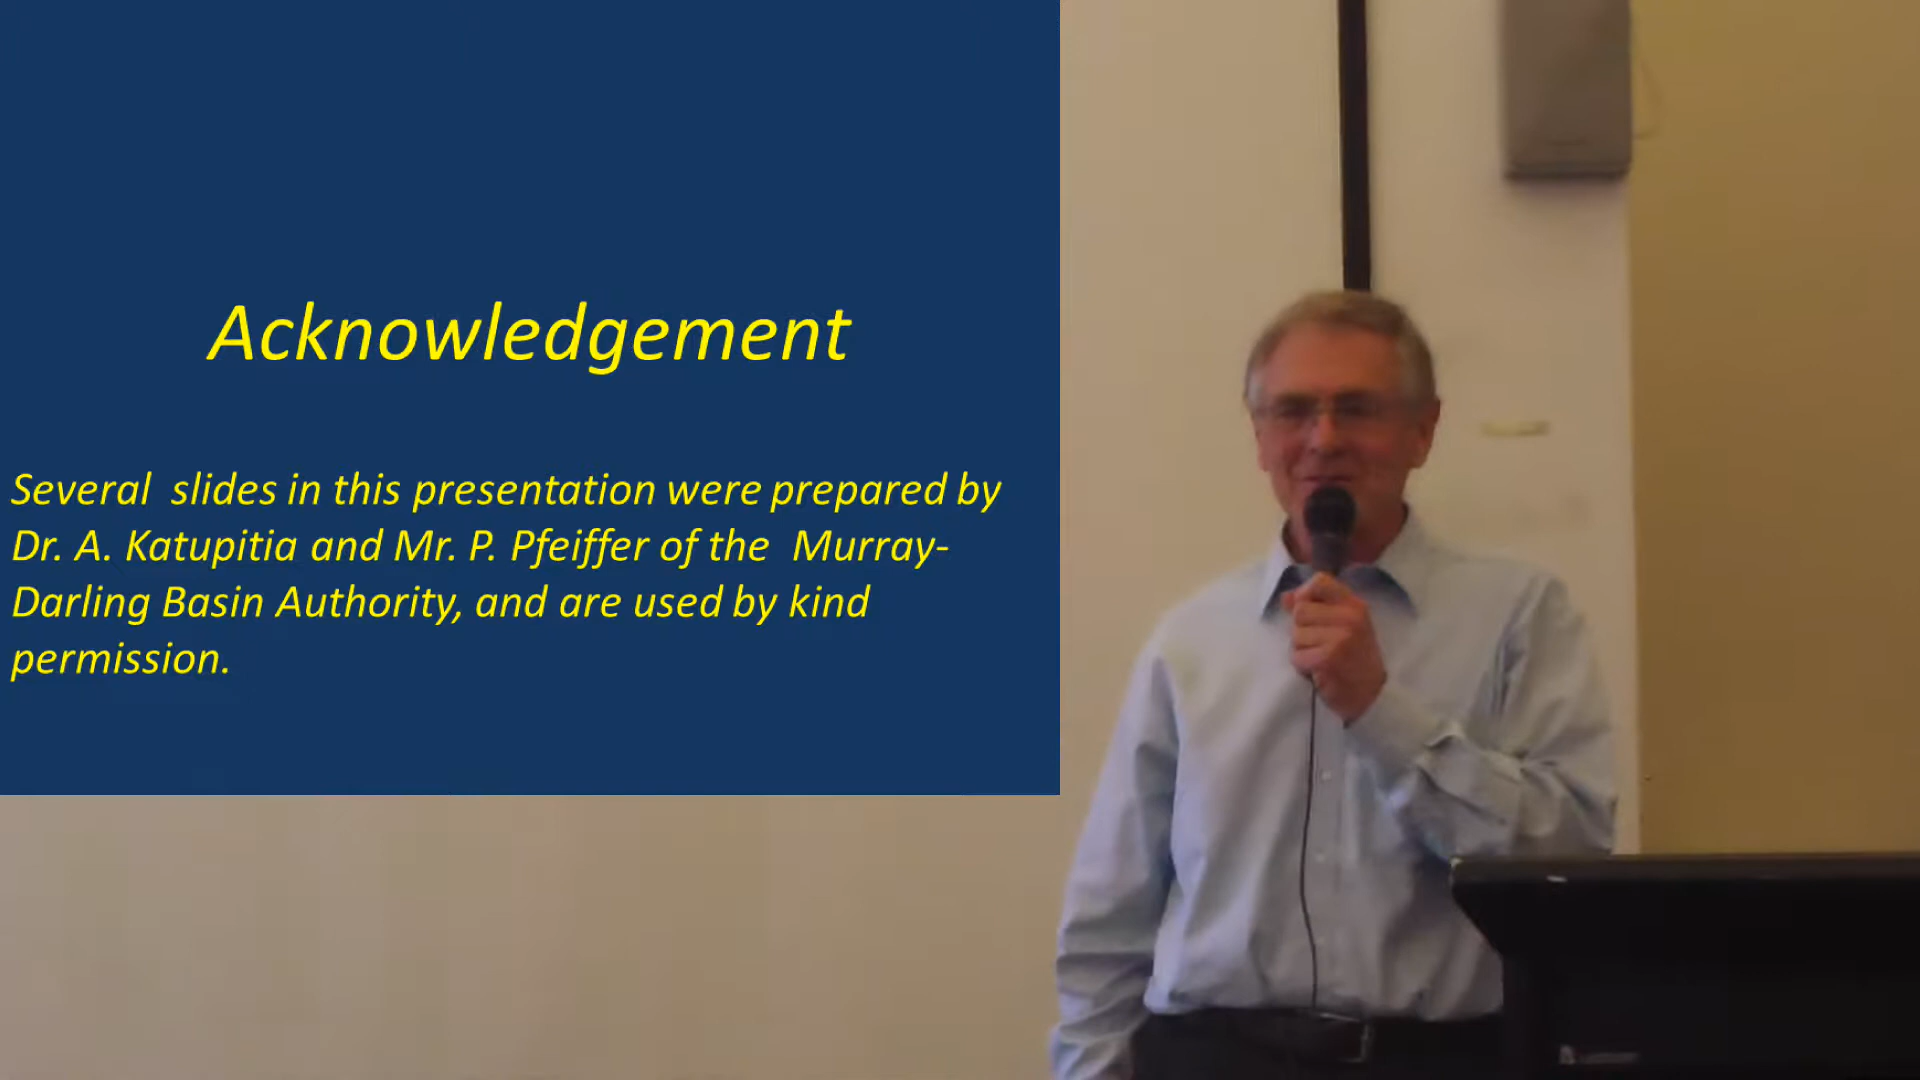 Acknowledgement
Several slides in this presentation were prepared by
Dr. A. Katupitia and Mr. P. Pfeiffer of the Murray-
Darling Basin Authority, and are used by kind
permission.